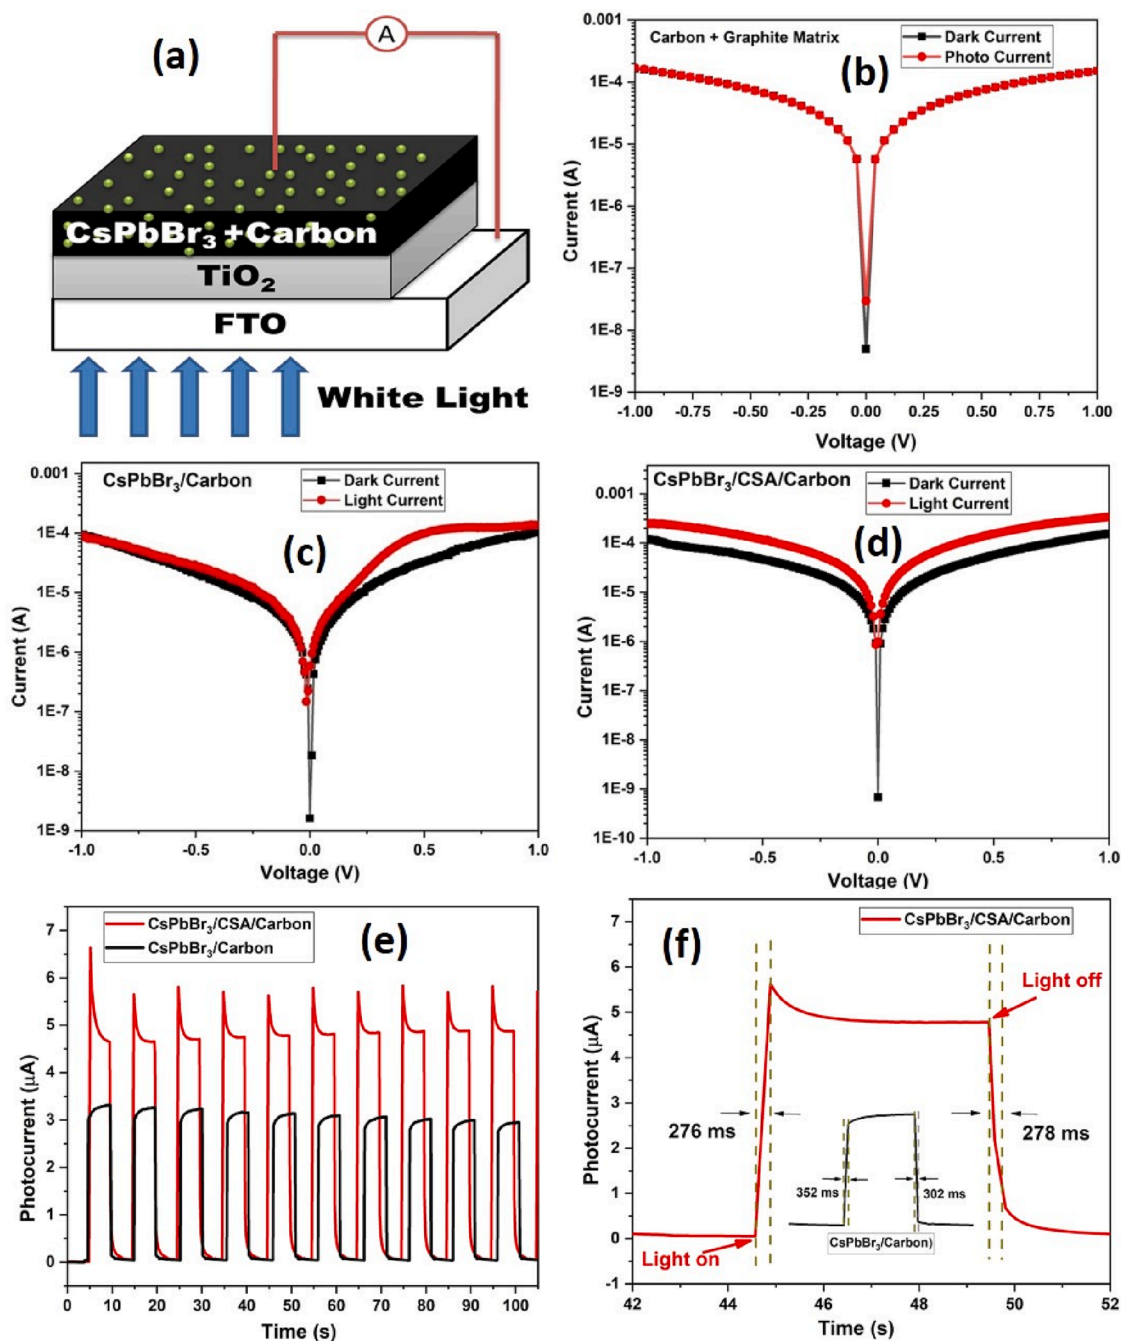 (a)
A
CsPbBr₃ +Carbon
TiO₂
FTO
White Light
(b)
Carbon + Graphite Matrix
Dark Current
Photo Current
0.001
1E-4
1E-5
1E-6
1E-7
1E-8
1E-9
Current (A)
-1.00 -0.75 -0.50 -0.25 0.00 0.25 0.50 0.75 1.00
Voltage (V)
(c)
CsPbBr₃/Carbon
Dark Current
Light Current
0.001
1E-4
1E-5
1E-6
1E-7
1E-8
1E-9
Current (A)
-1.0 -0.5 0.0 0.5 1.0
Voltage (V)
(d)
CsPbBr₃/CSA/Carbon
Dark Current
Light Current
0.001
1E-4
1E-5
1E-6
1E-7
1E-8
1E-9
1E-10
Current (A)
-1.0 -0.5 0.0 0.5 1.0
Voltage (V)
(e)
CsPbBr₃/CSA/Carbon
CsPbBr₃/Carbon
7
6
5
4
3
2
1
0
Photocurrent (µA)
0 10 20 30 40 50 60 70 80 90 100
Time (s)
(f)
CsPbBr₃/CSA/Carbon
Light off
276 ms
278 ms
352 ms
302 ms
CsPbBr₃/Carbon)
Light on
7
6
5
4
3
2
1
0
-1
Photocurrent (µA)
42 44 46 48 50 52
Time (s)